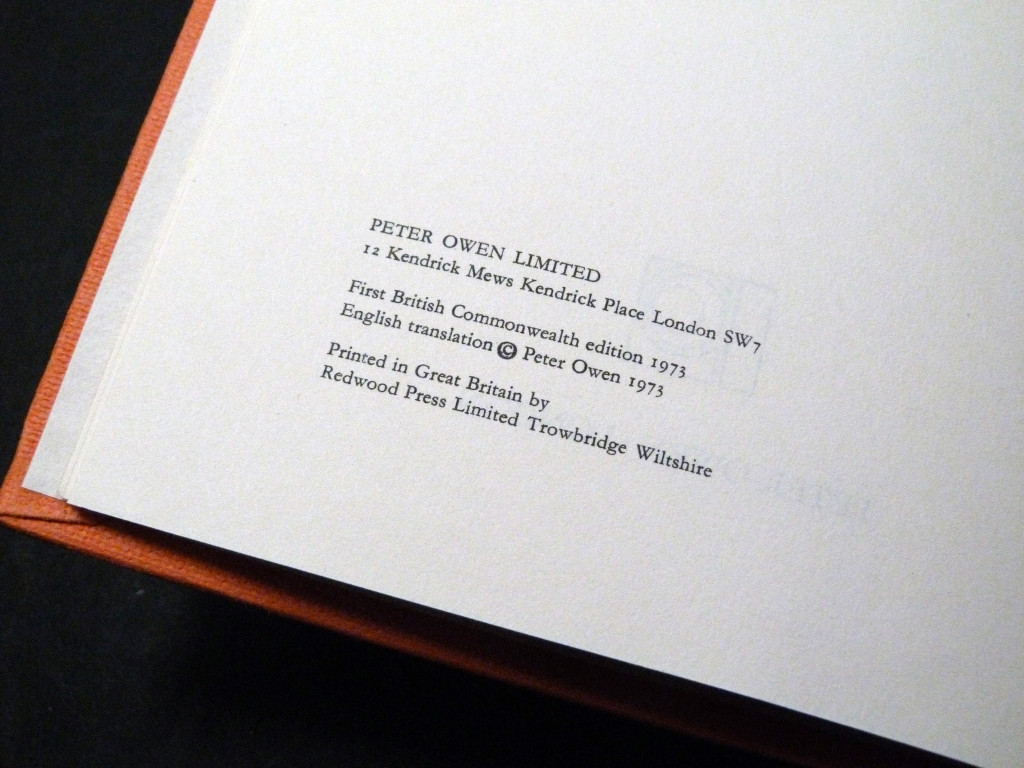 PETER OWEN LIMITED
12 Kendrick Mews Kendrick Place London SW7
First British Commonwealth edition 1973
English translation © Peter Owen 1973
Printed in Great Britain by
Redwood Press Limited Trowbridge Wiltshire